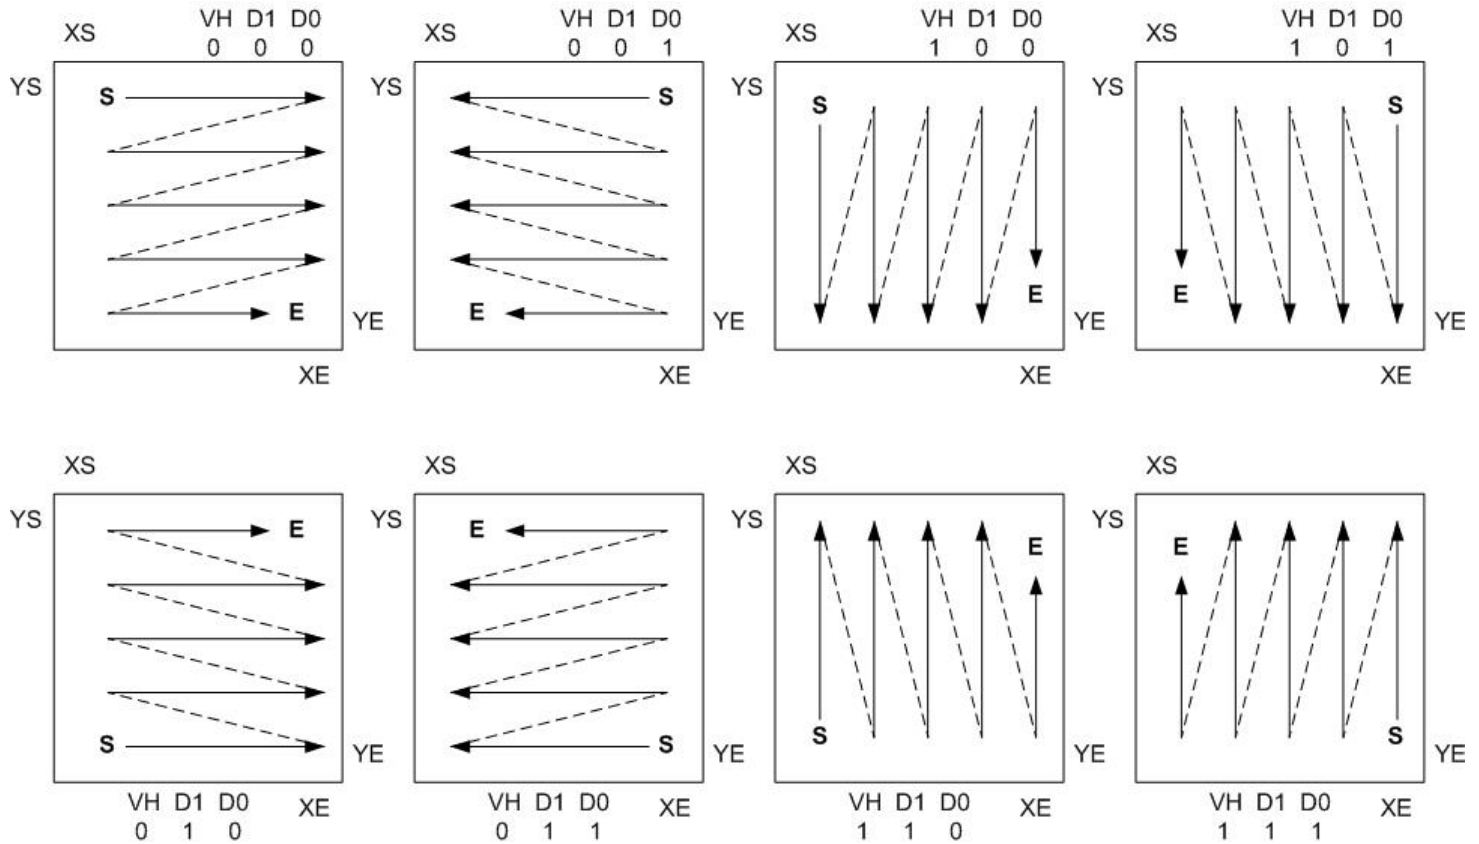 VH D1 D0 VH D1 D0 VH D1 D0 VH D1 D0
XS 0 0 0 XS 0 0 1 XS 1 0 0 XS 1 0 1
YS S YS S YS S YS S
E YE E YE E YE E YE
XE XE XE XE
XS XS XS XS
YS E YS E YS E YS E
S YE S YE S YE S YE
VH D1 D0 XE VH D1 D0 XE VH D1 D0 XE VH D1 D0 XE
0 1 0 0 1 1 1 1 0 1 1 1